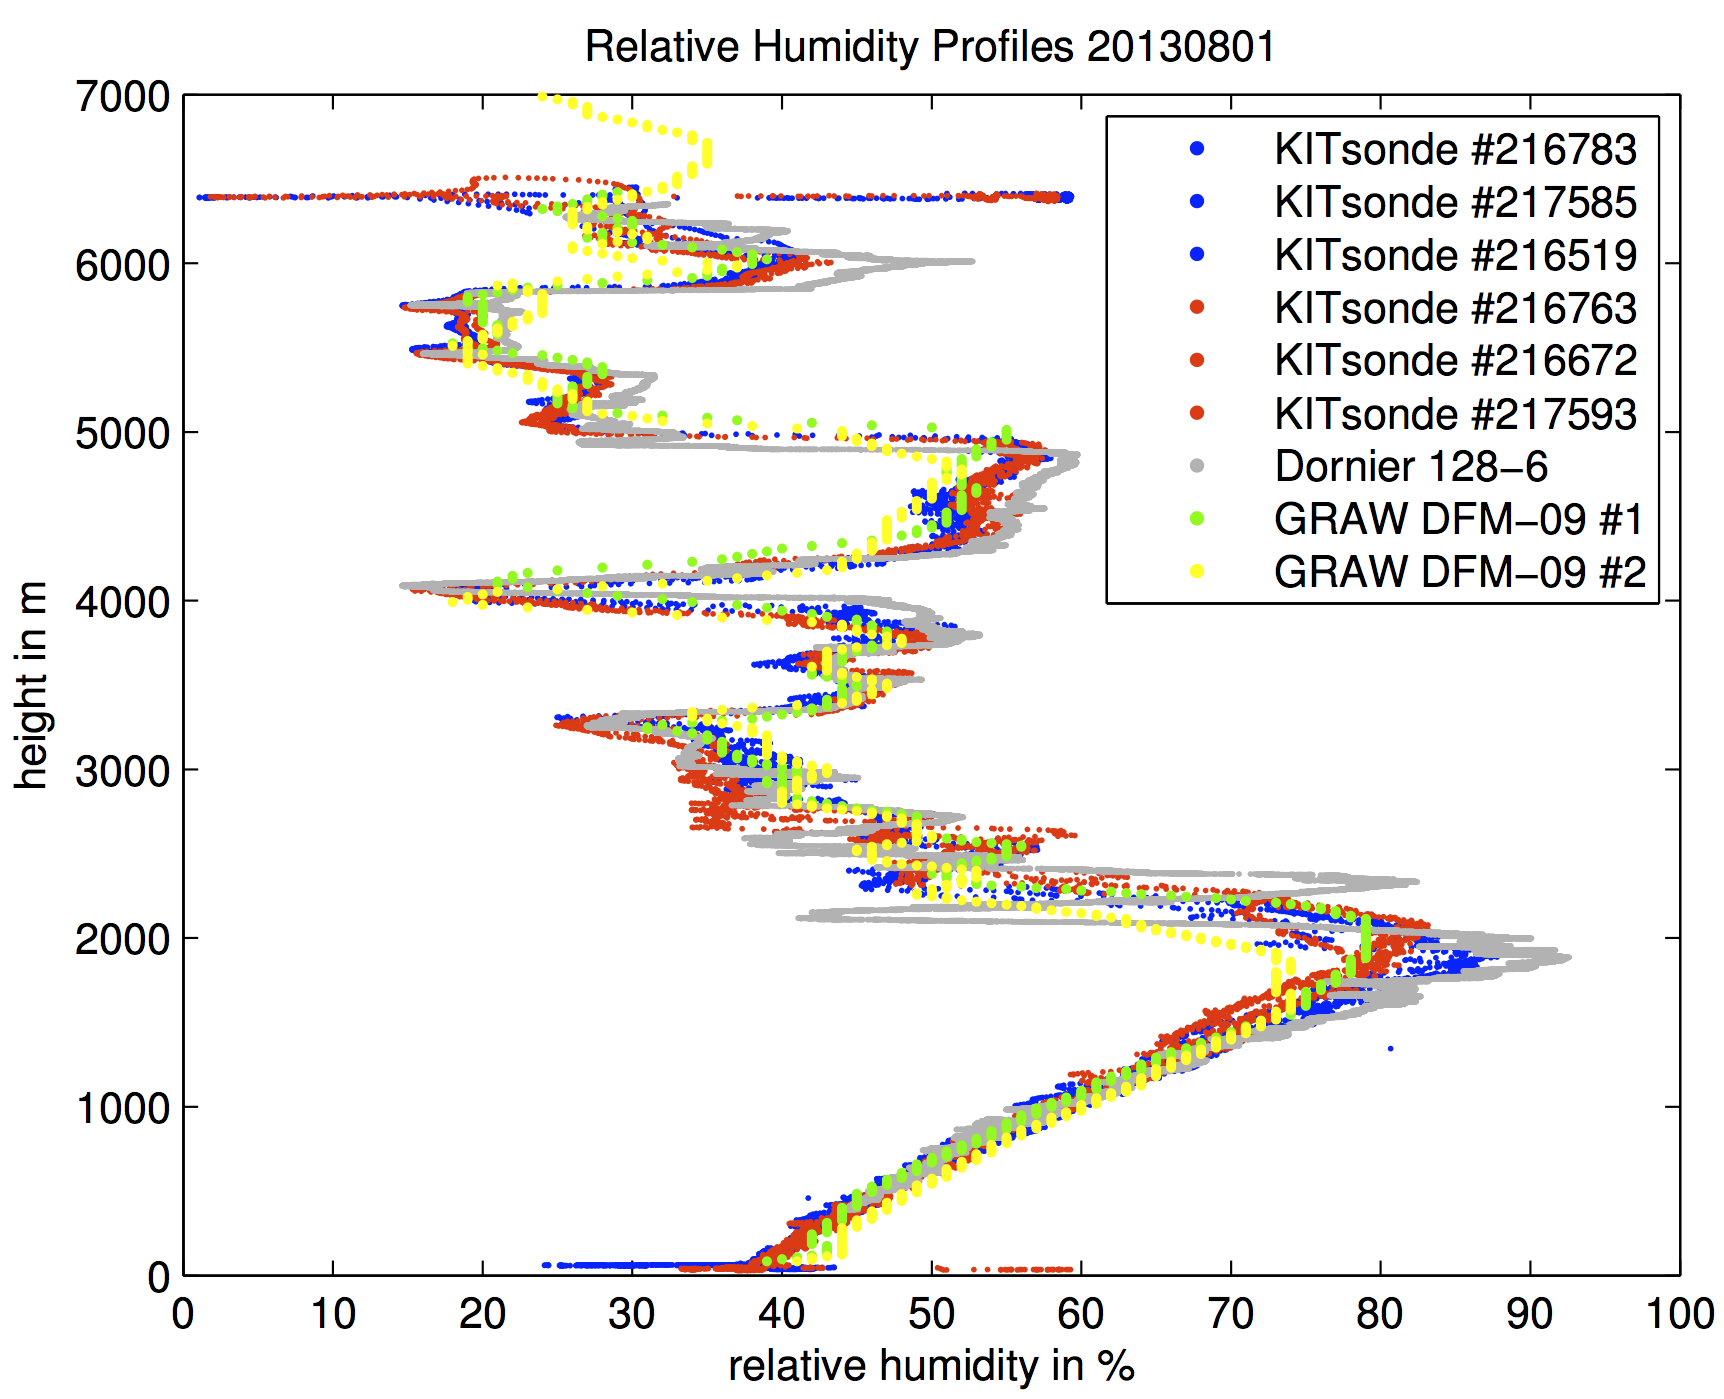 Relative Humidity Profiles 20130801
7000
6000
5000
4000
3000
2000
1000
0
height in m
KITsonde #216783
KITsonde #217585
KITsonde #216519
KITsonde #216763
KITsonde #216672
KITsonde #217593
Dornier 128−6
GRAW DFM−09 #1
GRAW DFM−09 #2
0 10 20 30 40 50 60 70 80 90 100
relative humidity in %